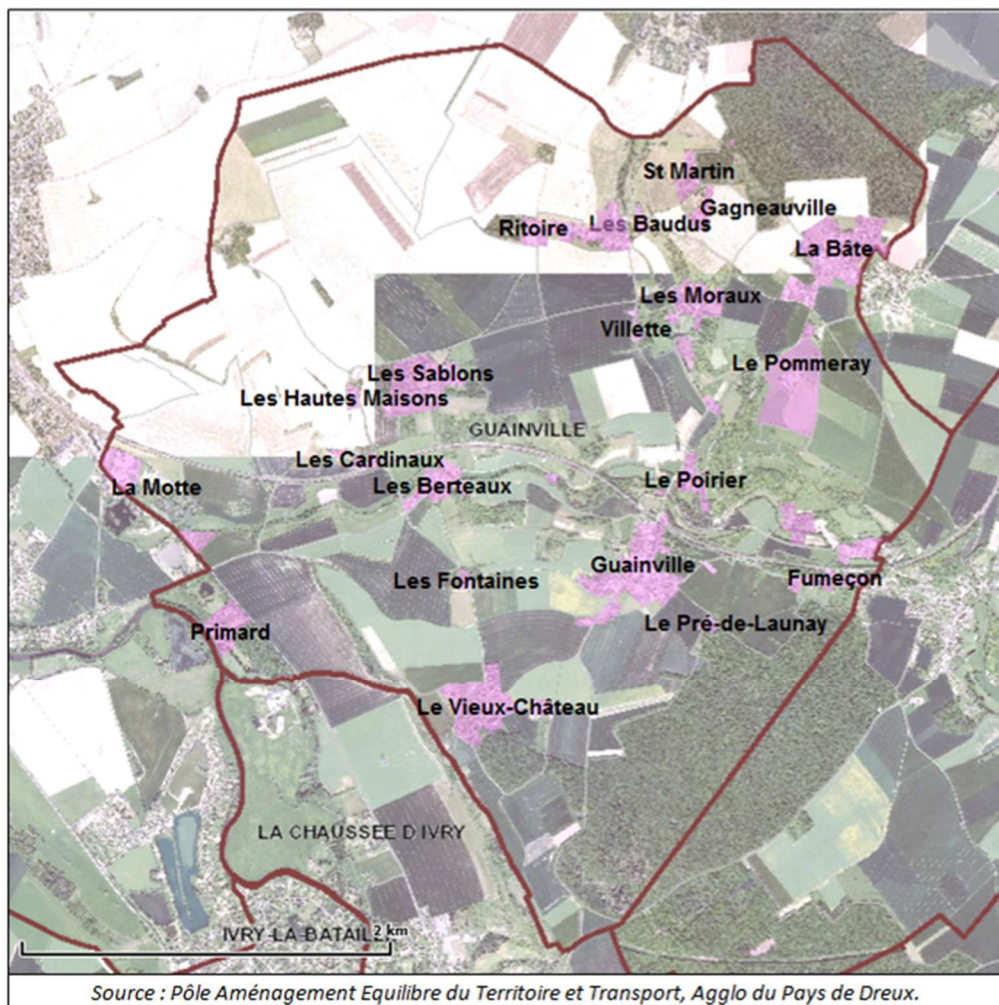 St Martin
Gagneauville
Ritoire
Les Baudus
La Bâte
Les Moraux
Villette
Le Pommeray
Les Sablons
Les Hautes Maisons
GUAINVILLE
Les Cardinaux
Les Berteaux
Le Poirier
La Motte
Guainville
Les Fontaines
Fumeçon
Primard
Le Pré-de-Launay
Le Vieux-Château
LA CHAUSSEE D'IVRY
2 km
Source : Pôle Aménagement Equilibre du Territoire et Transport, Agglo du Pays de Dreux.